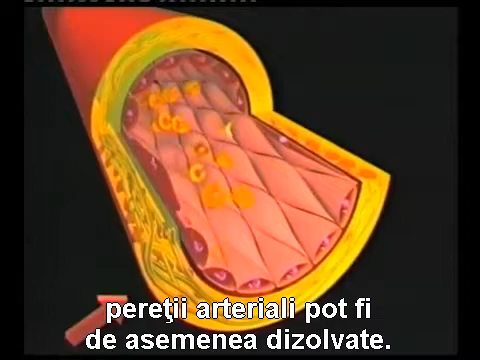 pereţii arteriali pot fi
de asemenea dizolvate.